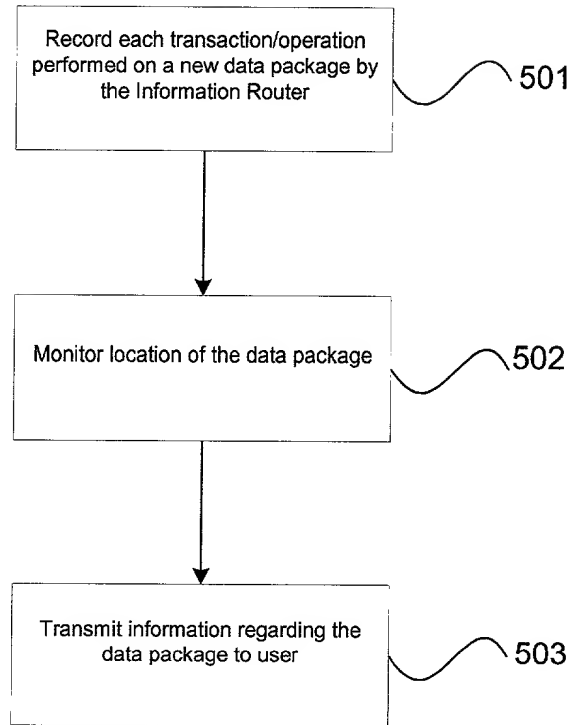 Record each transaction/operation
performed on a new data package by
the Information Router
501
Monitor location of the data package
502
Transmit information regarding the
data package to user
503